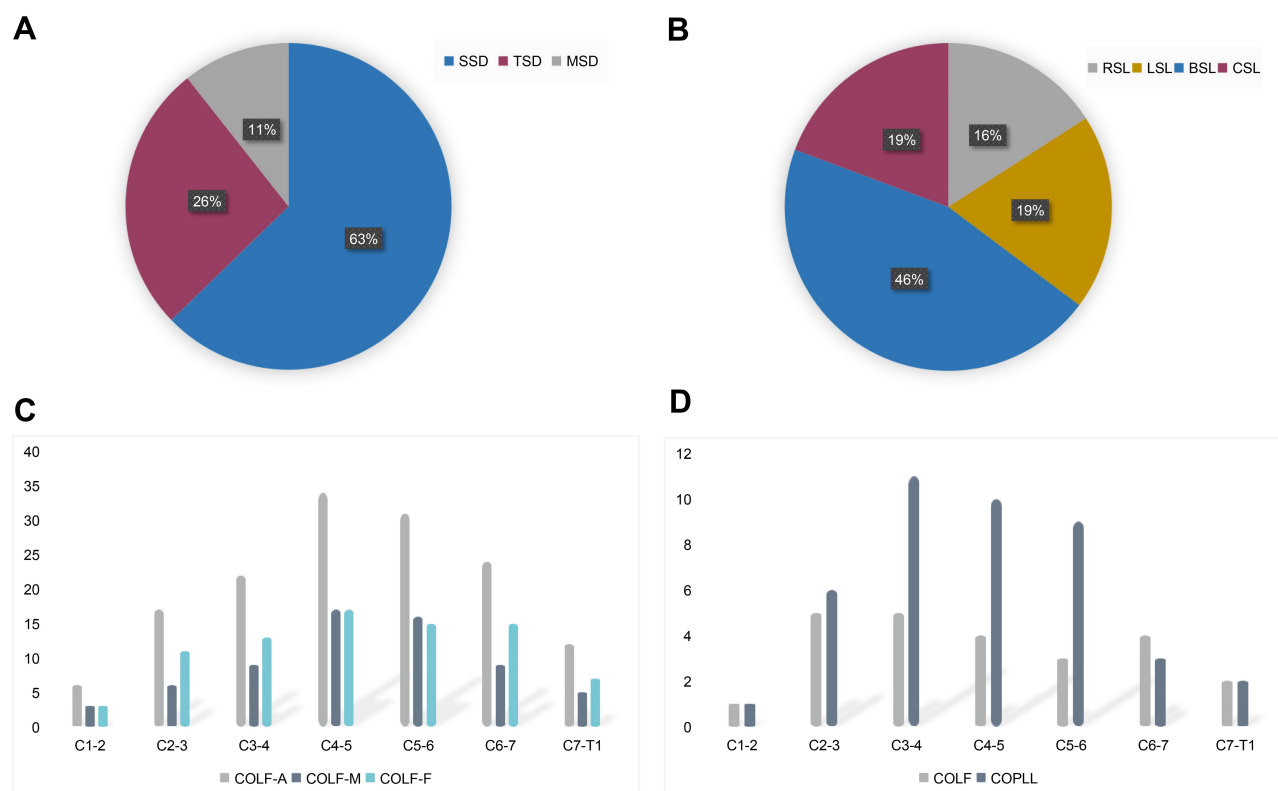 A
SSD TSD MSD
11%
26%
63%
B
RSL LSL BSL CSL
19%
16%
19%
46%
C
40
35
30
25
20
15
10
5
0
C1-2 C2-3 C3-4 C4-5 C5-6 C6-7 C7-T1
COLF-A COLF-M COLF-F
D
12
10
8
6
4
2
0
C1-2 C2-3 C3-4 C4-5 C5-6 C6-7 C7-T1
COLF COPLL